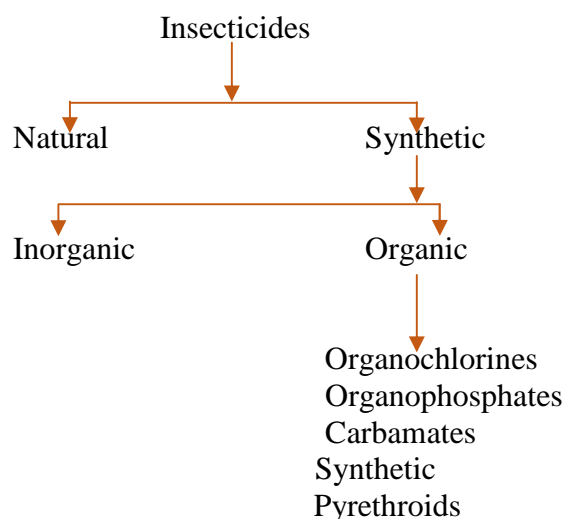 Insecticides
Natural Synthetic
Inorganic Organic
Organochlorines
Organophosphates
Carbamates
Synthetic
Pyrethroids